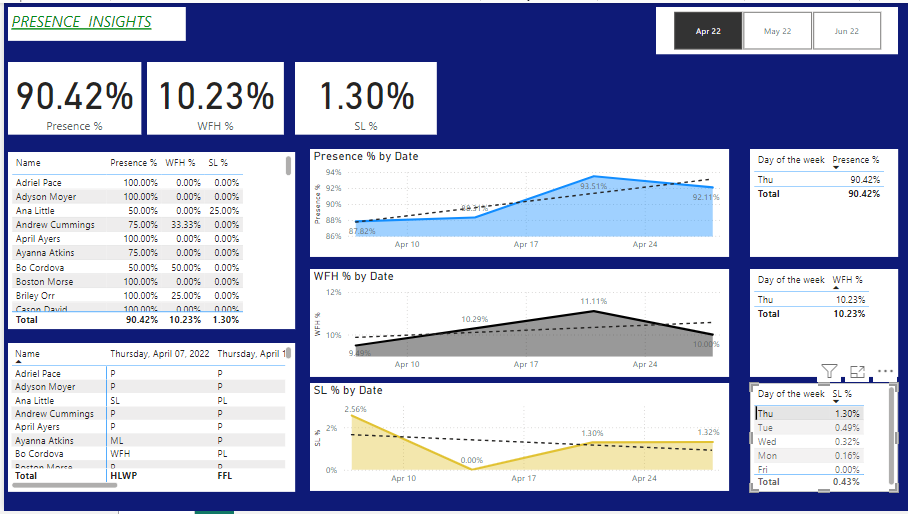 PRESENCE INSIGHTS
Apr 22 May 22 Jun 22
90.42% 10.23% 1.30%
Presence % WFH % SL %
Name Presence % WFH % SL %
Adriel Pace 100.00% 0.00% 0.00%
Adyson Moyer 100.00% 0.00% 0.00%
Ana Little 50.00% 0.00% 25.00%
Andrew Cummings 75.00% 33.33% 0.00%
April Ayers 100.00% 0.00% 0.00%
Ayanna Atkins 75.00% 0.00% 0.00%
Bo Cordova 50.00% 50.00% 0.00%
Boston Morse 100.00% 0.00% 0.00%
Briley Orr 100.00% 25.00% 0.00%
Cason David 100.00% 0.00% 0.00%
Total 90.42% 10.23% 1.30%
Presence % by Date
Presence %
94%
92%
90%
88%
86%
87.82%
88.31%
93.51%
92.11%
Apr 10 Apr 17 Apr 24
Day of the week Presence %
Thu 90.42%
Total 90.42%
WFH % by Date
WFH %
12%
10%
9.49%
10.29%
11.11%
10.00%
Apr 10 Apr 17 Apr 24
Day of the week WFH %
Thu 10.23%
Total 10.23%
Name Thursday, April 07, 2022 Thursday, April 1
Adriel Pace P P
Adyson Moyer P P
Ana Little SL PL
Andrew Cummings P P
April Ayers P P
Ayanna Atkins ML P
Bo Cordova WFH PL
Boston Morse P P
Total HLWP FFL
SL % by Date
SL %
2%
0%
2.56%
0.00%
1.30%
1.32%
Apr 10 Apr 17 Apr 24
Day of the week SL %
Thu 1.30%
Tue 0.49%
Wed 0.32%
Mon 0.16%
Fri 0.00%
Total 0.43%